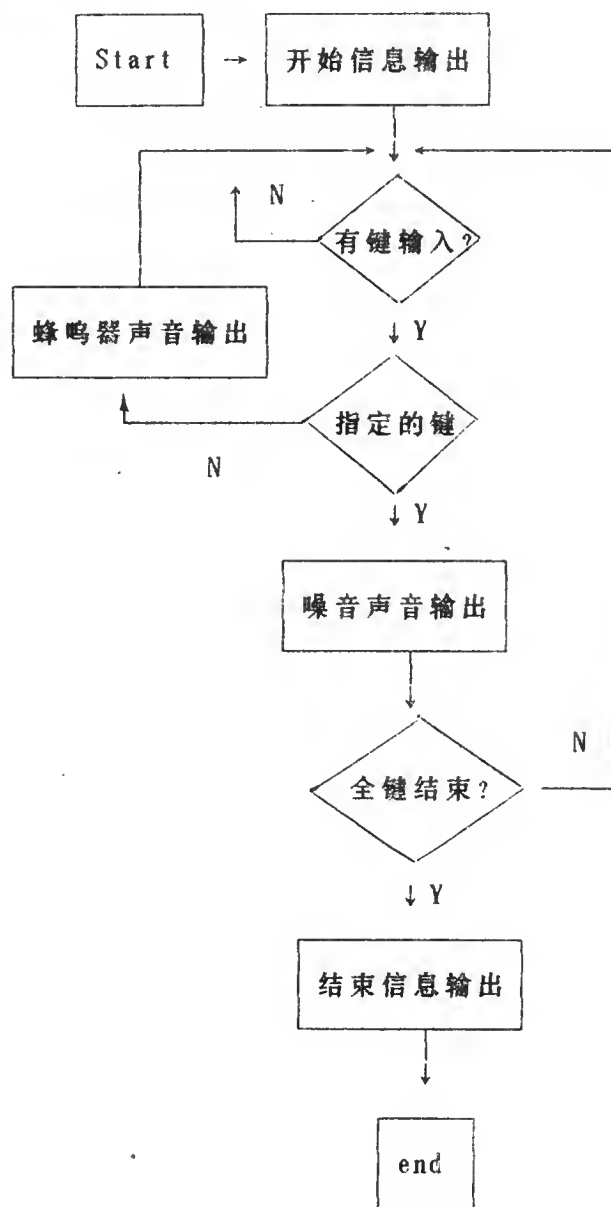 Start → 开始信息输出
N
有键输入?
蜂鸣器声音输出
↓ Y
指定的键
N
↓ Y
噪音声音输出
N
全键结束?
↓ Y
结束信息输出
end